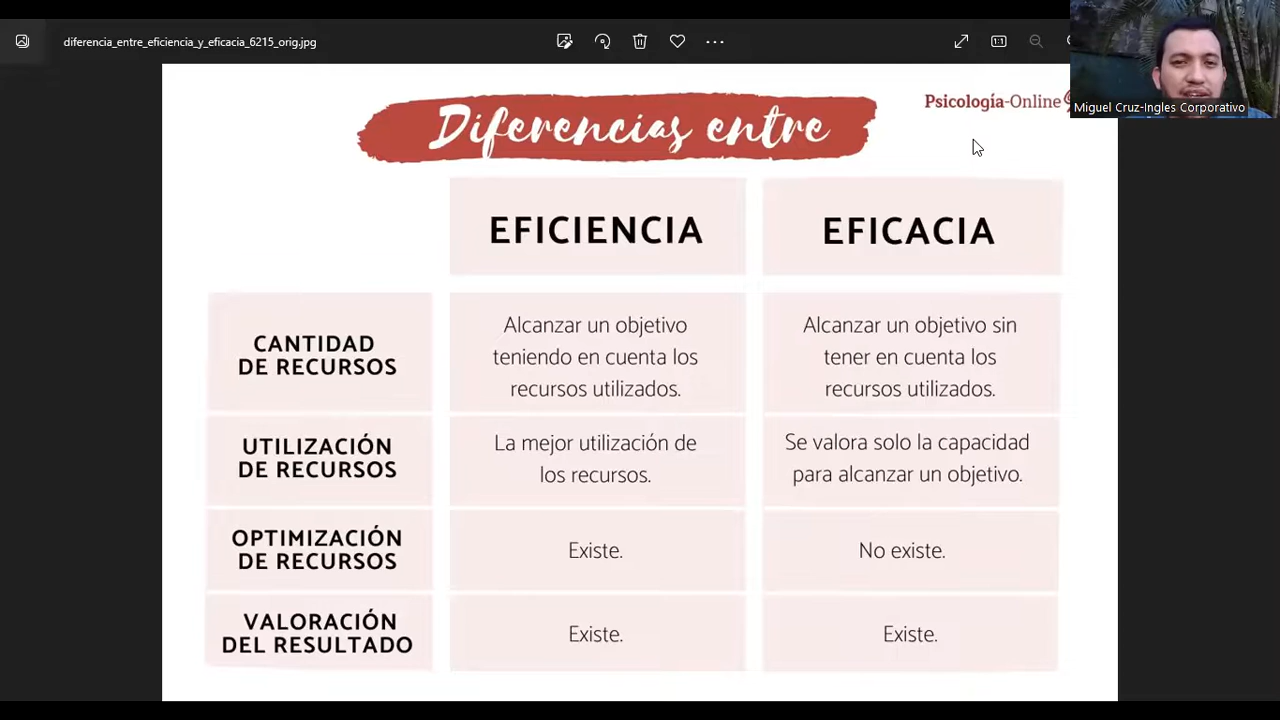 diferencia_entre_eficiencia_y_eficacia_6215_orig.jpg
Miguel Cruz-Ingles Corporativo
Psicología-Online
Diferencias entre
EFICIENCIA
EFICACIA
CANTIDAD
DE RECURSOS
Alcanzar un objetivo
teniendo en cuenta los
recursos utilizados.
Alcanzar un objetivo sin
tener en cuenta los
recursos utilizados.
UTILIZACIÓN
DE RECURSOS
La mejor utilización de
los recursos.
Se valora solo la capacidad
para alcanzar un objetivo.
OPTIMIZACIÓN
DE RECURSOS
Existe.
No existe.
VALORACIÓN
DEL RESULTADO
Existe.
Existe.